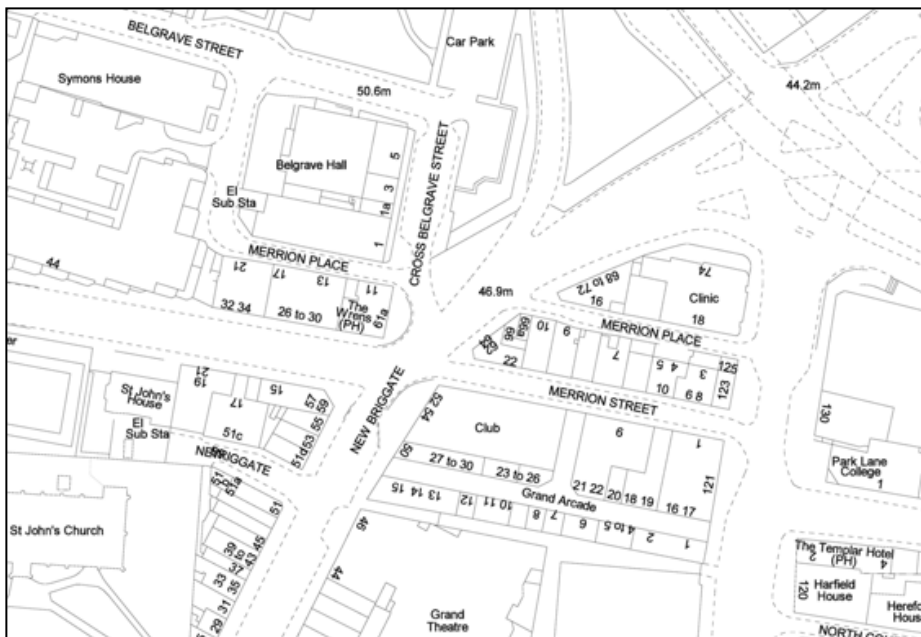 BELGRAVE STREET
Car Park
Symons House
50.6m
44.2m
CROSS BELGRAVE STREET
Belgrave Hall
5
3
1a
1
El
Sub Sta
MERRION PLACE
44
21
17
13
11
32 34
26 to 30
The
Wrens
(PH)
61a
46.9m
68 to 72
74
16
Clinic
18
MERRION PLACE
66
66a
10
9
7
5
4
3
125
22
10
6 8
123
MERRION STREET
21
19
15
St John's
House
17
57
59
55
53
51d
51c
El
Sub Sta
NEW BRIGGATE
52 54
Club
50
27 to 30
23 to 26
6
1
121
21 22
20
18 19
16 17
Grand Arcade
13 14 15
12
10 11
8
7
6
4 to 5
2
1
130
Park Lane
College
1
51
51a
51
St John's Church
39
to
43
45
37
35
33
31
29
46
44
Grand
Theatre
The Templar Hotel
(PH)
2
4
120
Harfield
House